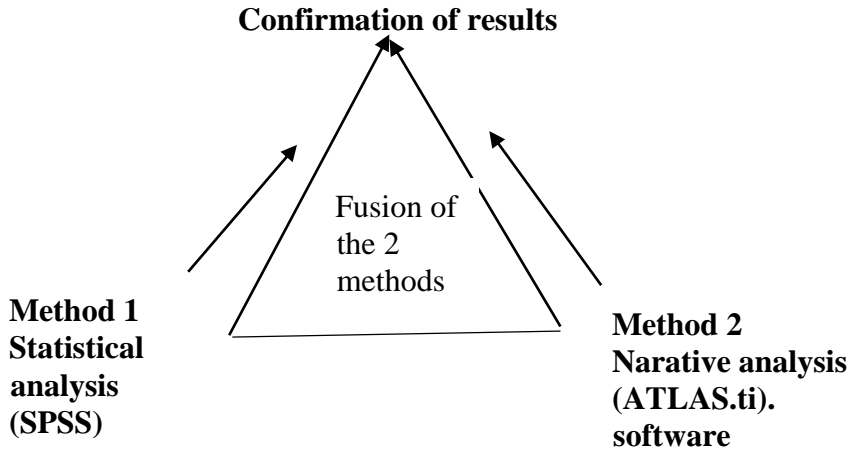 Confirmation of results
Fusion of
the 2
methods
Method 1
Statistical
analysis
(SPSS)
Method 2
Narative analysis
(ATLAS.ti).
software